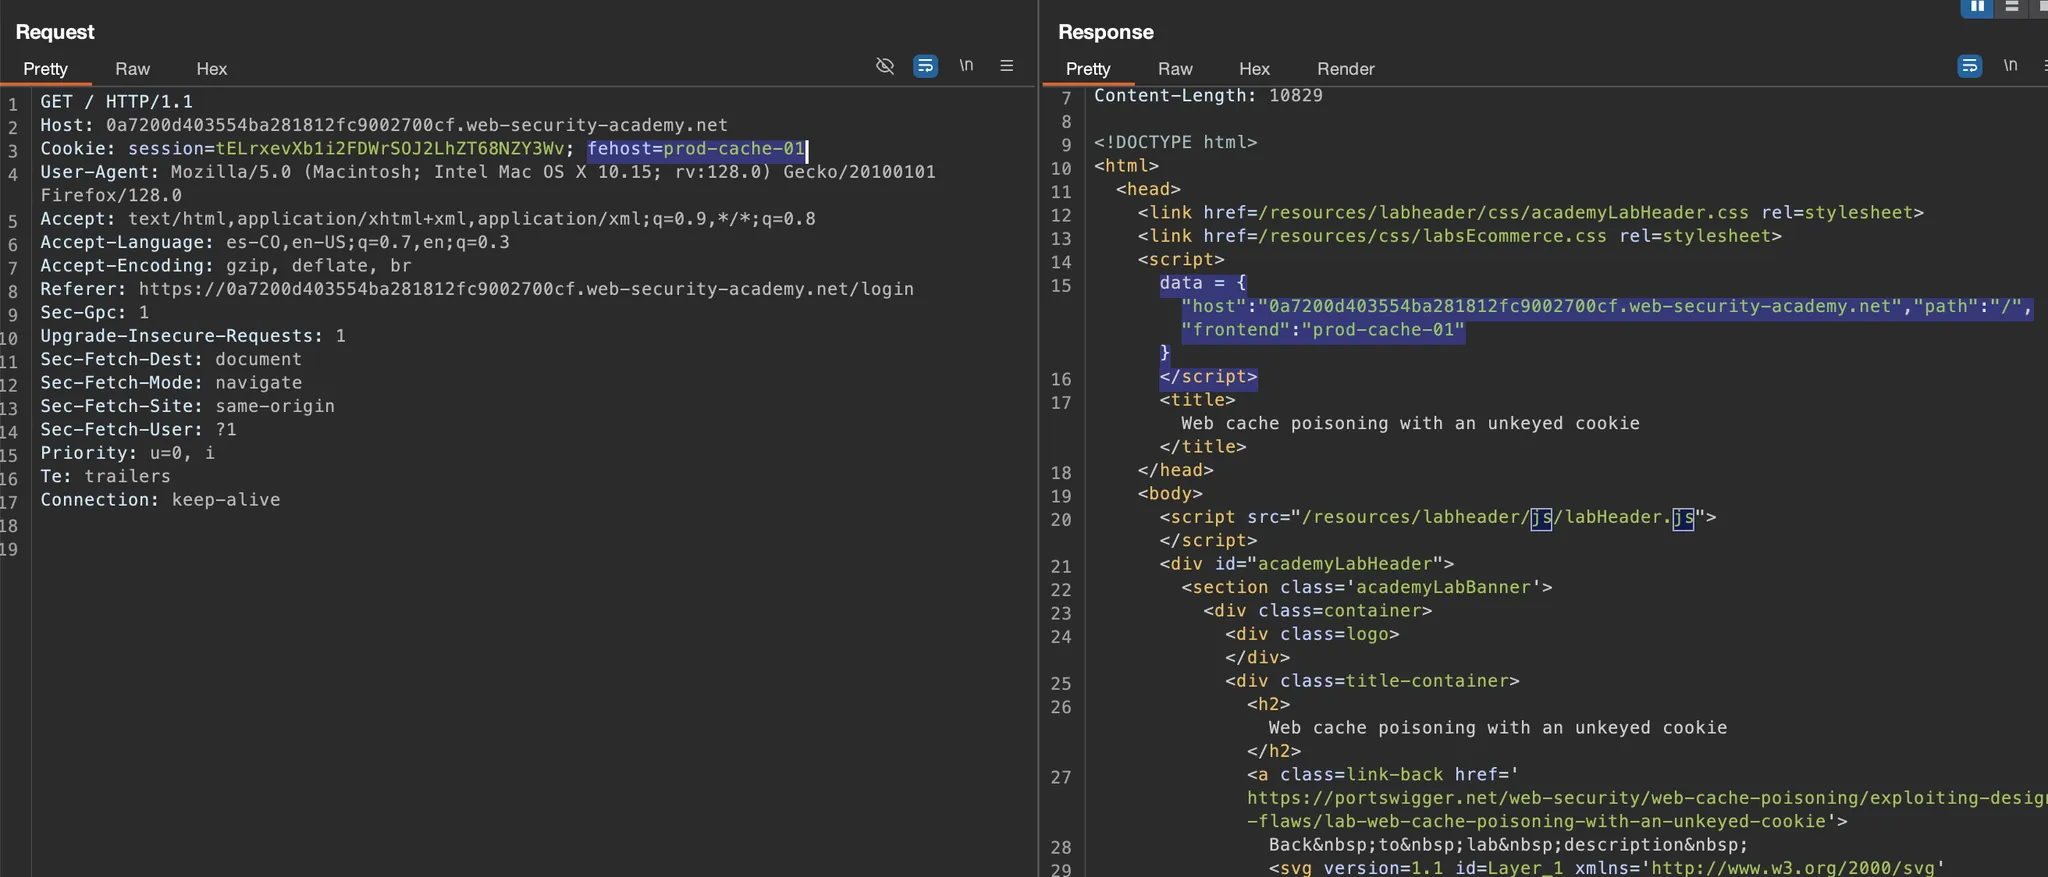 Request
Pretty Raw Hex \n
1 GET / HTTP/1.1
2 Host: 0a7200d403554ba281812fc9002700cf.web-security-academy.net
3 Cookie: session=tELrxevXb1i2FDWrSOJ2LhZT68NZY3Wv; fehost=prod-cache-01
4 User-Agent: Mozilla/5.0 (Macintosh; Intel Mac OS X 10.15; rv:128.0) Gecko/20100101
Firefox/128.0
5 Accept: text/html,application/xhtml+xml,application/xml;q=0.9,*/*;q=0.8
6 Accept-Language: es-CO,en-US;q=0.7,en;q=0.3
7 Accept-Encoding: gzip, deflate, br
8 Referer: https://0a7200d403554ba281812fc9002700cf.web-security-academy.net/login
9 Sec-Gpc: 1
10 Upgrade-Insecure-Requests: 1
11 Sec-Fetch-Dest: document
12 Sec-Fetch-Mode: navigate
13 Sec-Fetch-Site: same-origin
14 Sec-Fetch-User: ?1
15 Priority: u=0, i
16 Te: trailers
17 Connection: keep-alive
18
19
Response
Pretty Raw Hex Render \n
7 Content-Length: 10829
8
9 <!DOCTYPE html>
10 <html>
11 <head>
12 <link href=/resources/labheader/css/academyLabHeader.css rel=stylesheet>
13 <link href=/resources/css/labsEcommerce.css rel=stylesheet>
14 <script>
15 data = {
"host":"0a7200d403554ba281812fc9002700cf.web-security-academy.net","path":"/",
"frontend":"prod-cache-01"
}
16 </script>
17 <title>
Web cache poisoning with an unkeyed cookie
</title>
18 </head>
19 <body>
20 <script src="/resources/labheader/js/labHeader.js">
</script>
21 <div id="academyLabHeader">
22 <section class='academyLabBanner'>
23 <div class=container>
24 <div class=logo>
</div>
25 <div class=title-container>
26 <h2>
Web cache poisoning with an unkeyed cookie
</h2>
27 <a class=link-back href='
https://portswigger.net/web-security/web-cache-poisoning/exploiting-design
-flaws/lab-web-cache-poisoning-with-an-unkeyed-cookie'>
28 Back&nbsp;to&nbsp;lab&nbsp;description&nbsp;
29 <svg version=1.1 id=Layer_1 xmlns='http://www.w3.org/2000/svg'